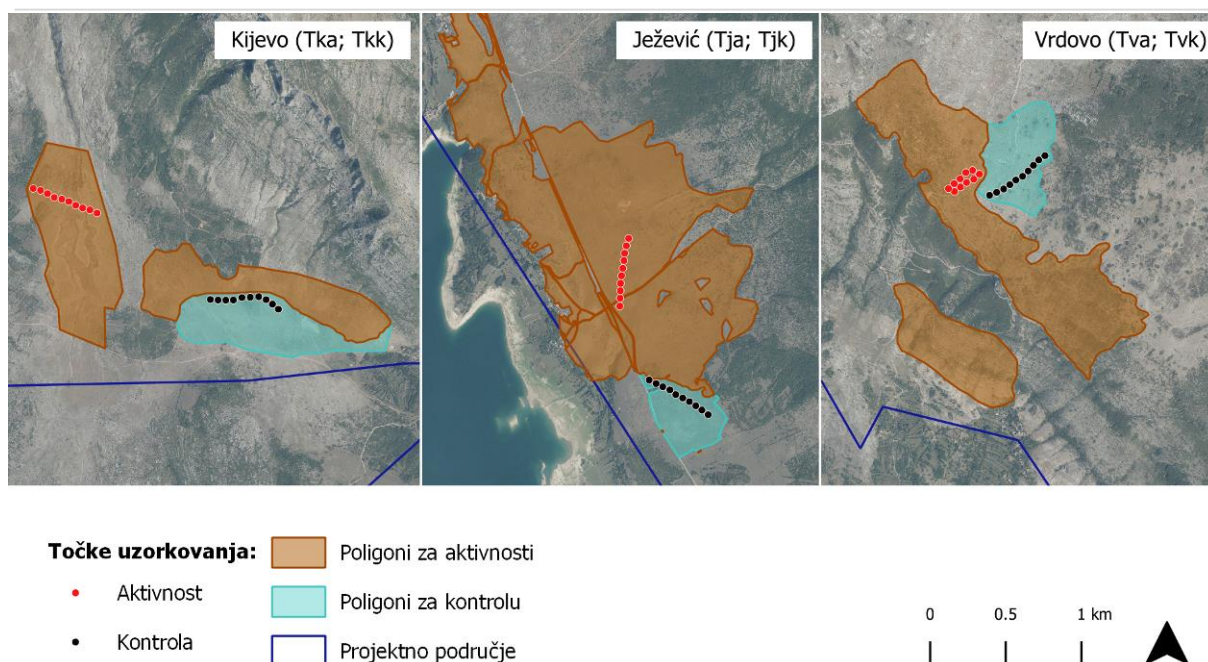 Kijevo (Tka; Tkk)
Ježević (Tja; Tjk)
Vrdovo (Tva; Tvk)
Točke uzorkovanja:
Aktivnost
Kontrola
Poligoni za aktivnosti
Poligoni za kontrolu
Projektno područje
0 0.5 1 km